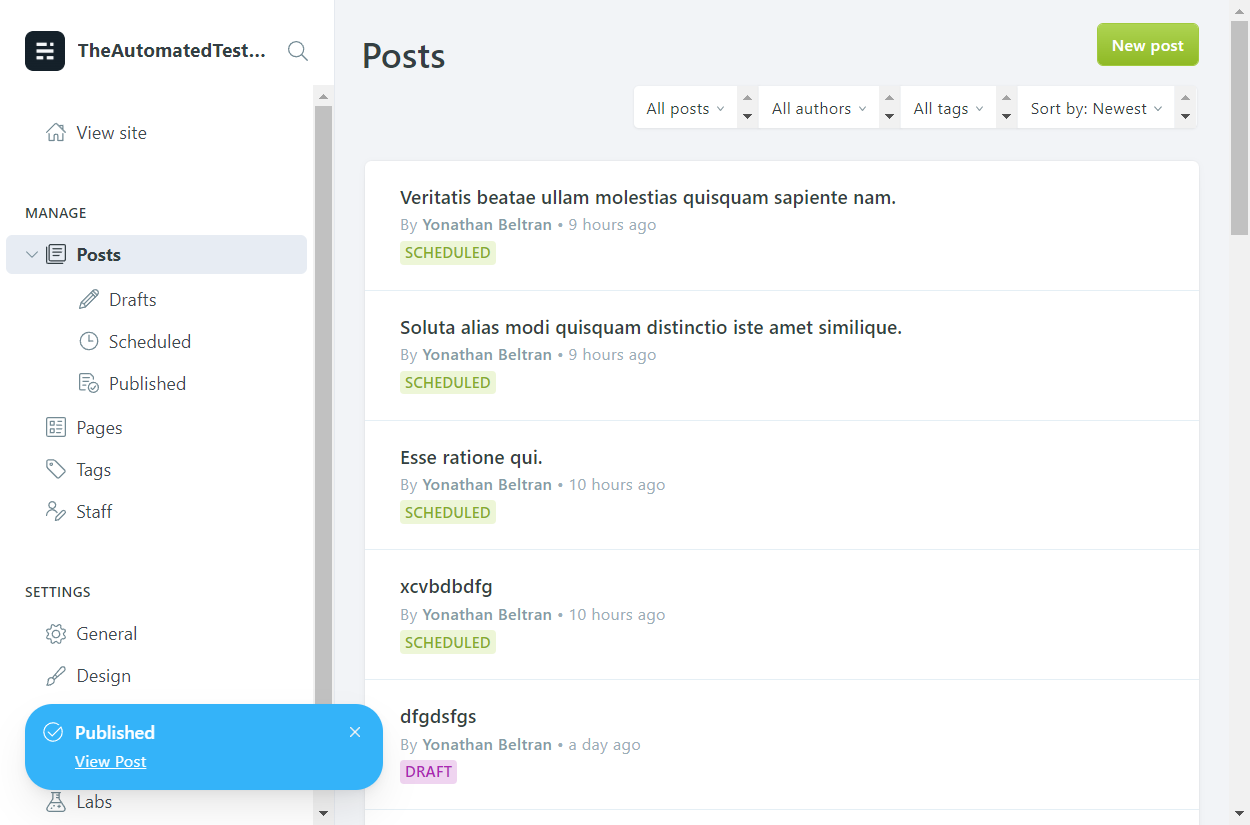 TheAutomatedTest...
View site
MANAGE
Posts
Drafts
Scheduled
Published
Pages
Tags
Staff
SETTINGS
General
Design
Published
View Post
Labs
Posts
New post
All posts
All authors
All tags
Sort by: Newest
Veritatis beatae ullam molestias quisquam sapiente nam.
By Yonathan Beltran • 9 hours ago
SCHEDULED
Soluta alias modi quisquam distinctio iste amet similique.
By Yonathan Beltran • 9 hours ago
SCHEDULED
Esse ratione qui.
By Yonathan Beltran • 10 hours ago
SCHEDULED
xcvbdbdfg
By Yonathan Beltran • 10 hours ago
SCHEDULED
dfgdsfgs
By Yonathan Beltran • a day ago
DRAFT